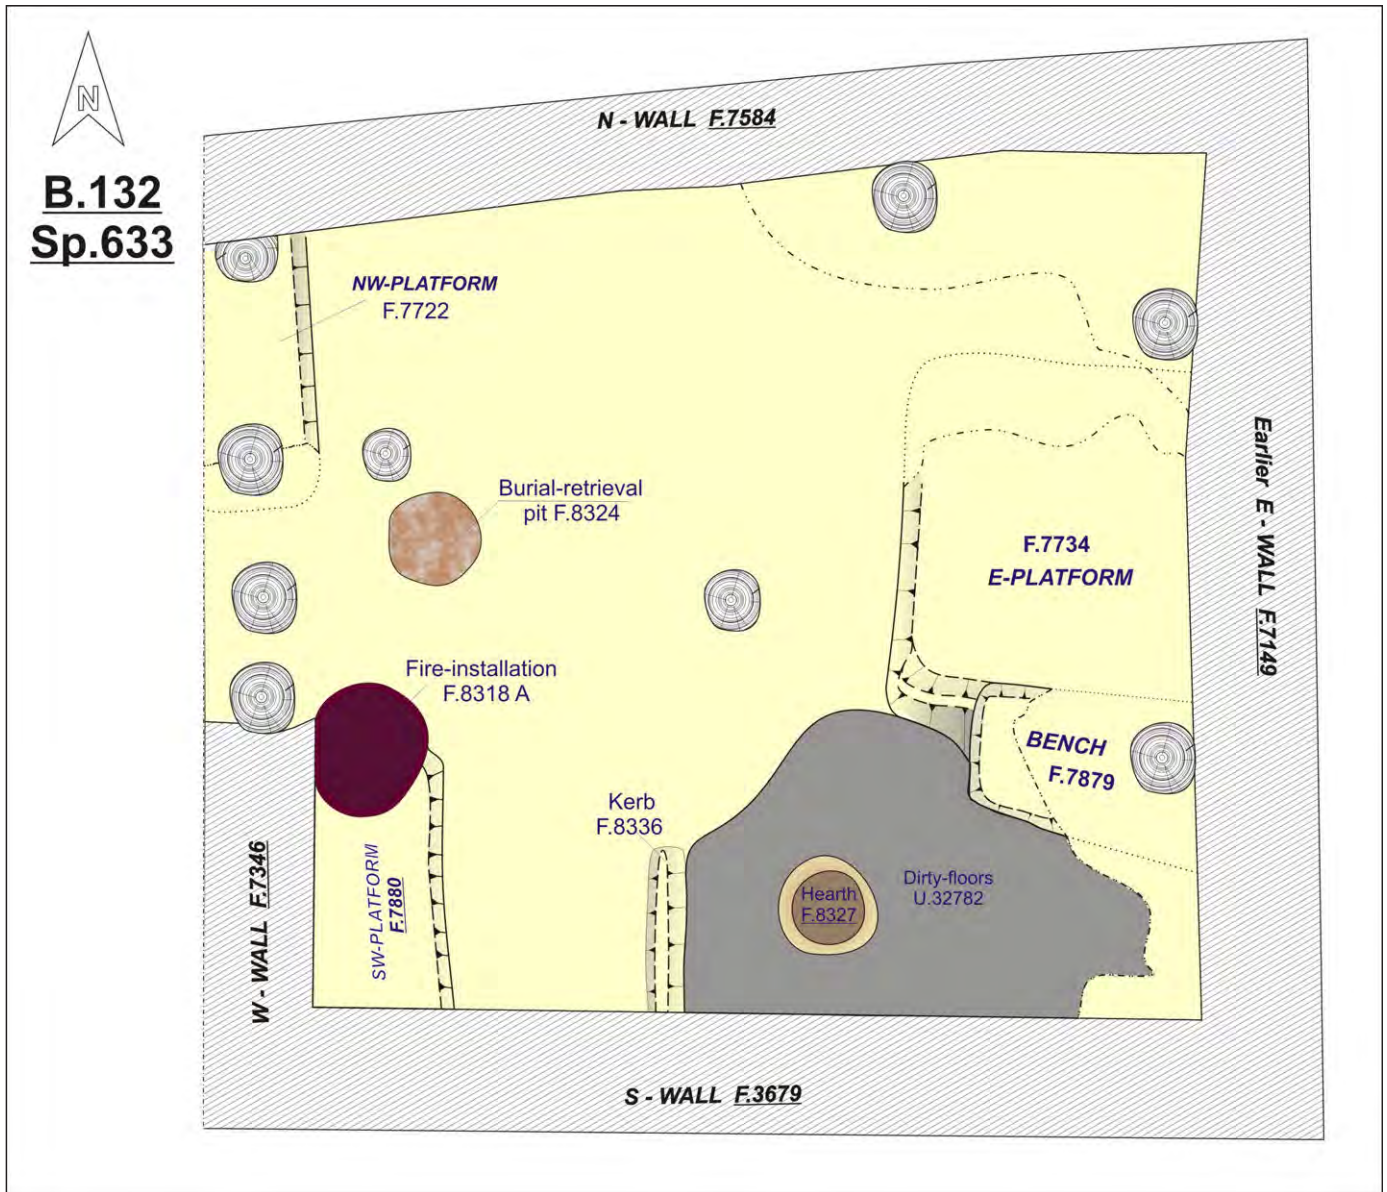 N
B.132
Sp.633
N - WALL F.7584
NW-PLATFORM
F.7722
Burial-retrieval
pit F.8324
Earlier E - WALL F.7149
F.7734
E-PLATFORM
Fire-installation
F.8318 A
BENCH
F.7879
Kerb
F.8336
Hearth
F.8327
Dirty-floors
U.32782
SW-PLATFORM
F.7880
W - WALL F.7346
S - WALL F.3679